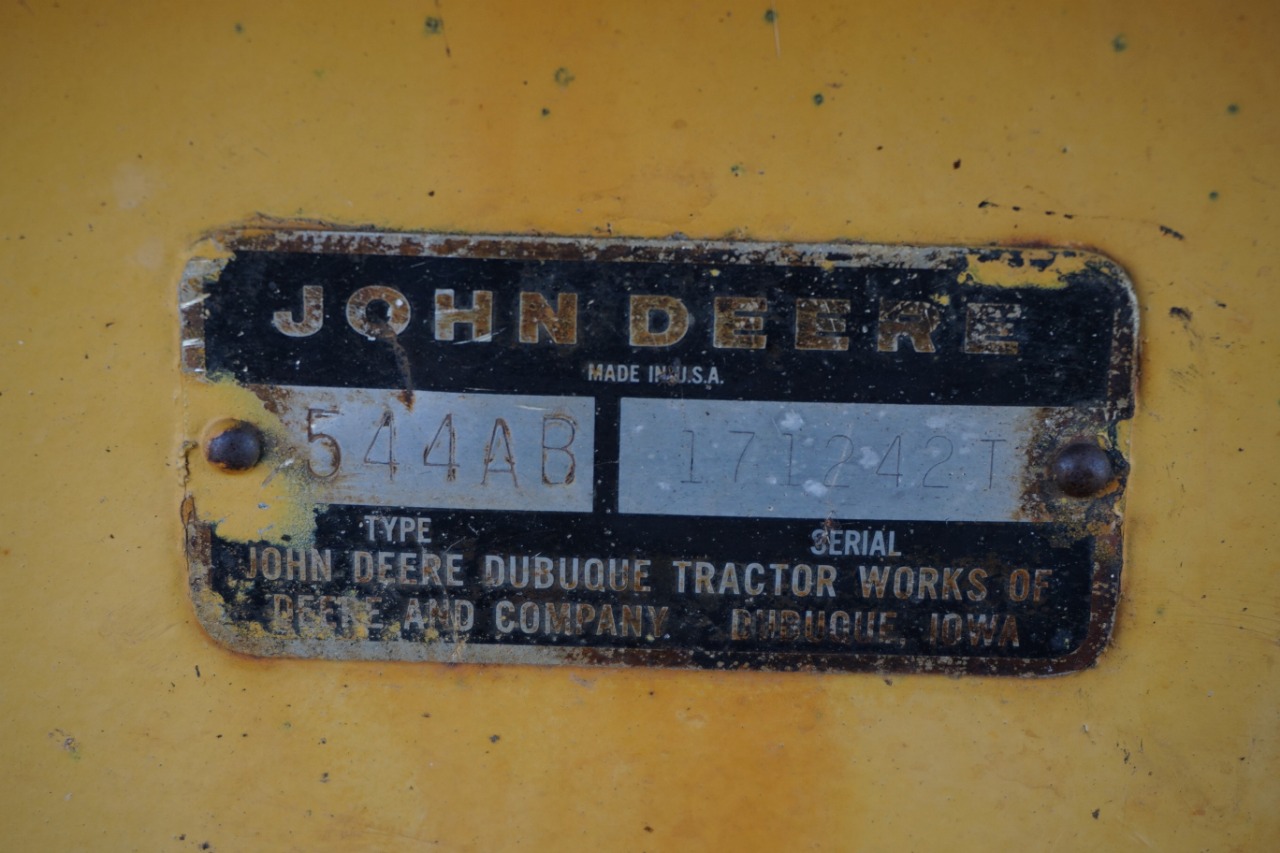 JOHN DEERE
MADE IN U.S.A.
544AB 171242T
TYPE SERIAL
JOHN DEERE DUBUQUE TRACTOR WORKS OF
DEERE AND COMPANY DUBUQUE, IOWA